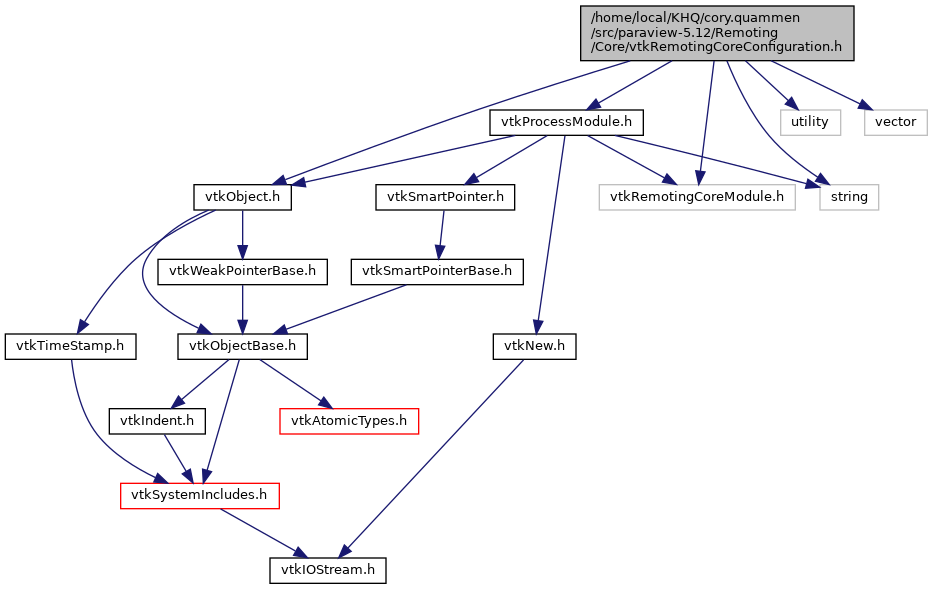 /home/local/KHQ/cory.quammen
/src/paraview-5.12/Remoting
/Core/vtkRemotingCoreConfiguration.h
vtkProcessModule.h
utility
vector
vtkObject.h
vtkSmartPointer.h
vtkRemotingCoreModule.h
string
vtkWeakPointerBase.h
vtkSmartPointerBase.h
vtkTimeStamp.h
vtkObjectBase.h
vtkNew.h
vtkIndent.h
vtkAtomicTypes.h
vtkSystemIncludes.h
vtkIOStream.h